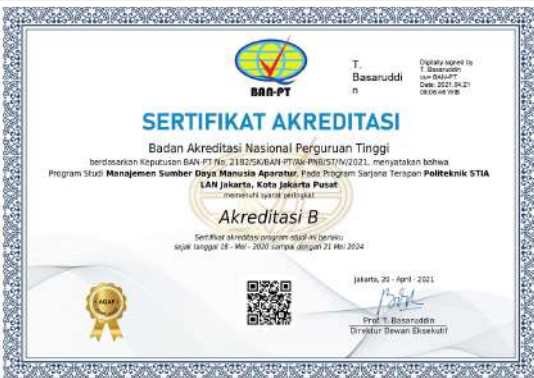 BAN-PT
T.
Basaruddi
n
Digitally signed by
T. Basaruddin
ou= BAN-PT
Date: 2021.04.21
SERTIFIKAT AKREDITASI
Badan Akreditasi Nasional Perguruan Tinggi
berdasarkan Keputusan BAN-PT No. 2182/SK/BAN-PT/Ak-PNB/ST/IV/2021, menyatakan bahwa
Program Studi Manajemen Sumber Daya Manusia Aparatur, Pada Program Sarjana Terapan Politeknik STIA
LAN Jakarta, Kota Jakarta Pusat
memenuhi syarat peringkat
Akreditasi B
Sertifikat akreditasi program studi ini berlaku
sejak tanggal 18 - Mei - 2020 sampai dengan 21 Mei 2024
Jakarta, 20 - April - 2021
Prof. T. Basaruddin
Direktur Dewan Eksekutif